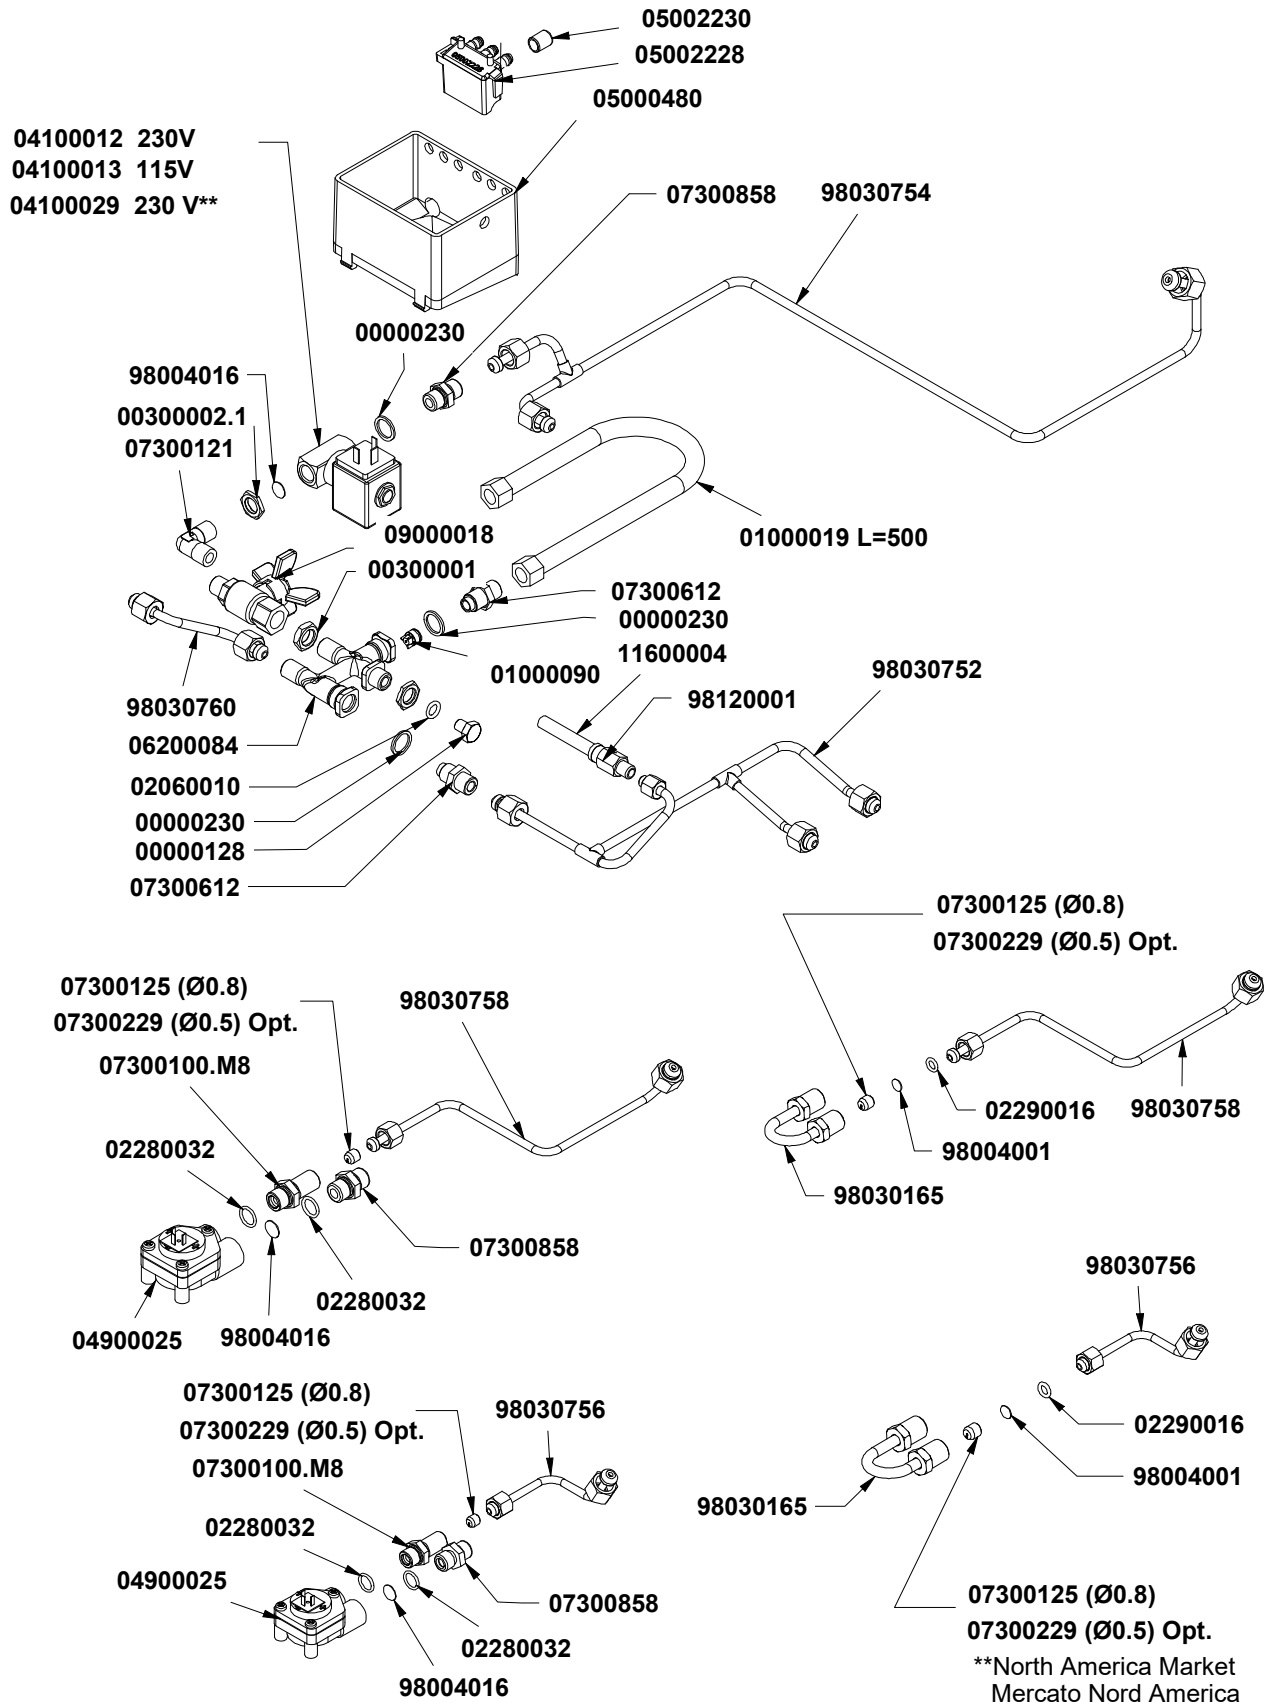 05002230
05002228
05000480
04100012 230V
04100013 115V
04100029 230 V**
07300858
98030754
00000230
98004016
00300002.1
07300121
09000018
00300001
01000019 L=500
07300612
00000230
11600004
01000090
98120001
98030752
98030760
06200084
02060010
00000230
00000128
07300612
07300125 (Ø0.8)
07300229 (Ø0.5) Opt.
07300125 (Ø0.8)
07300229 (Ø0.5) Opt.
98030758
07300100.M8
02290016
98030758
02280032
98004001
98030165
07300858
02280032
04900025
98004016
98030756
07300125 (Ø0.8)
07300229 (Ø0.5) Opt.
98030756
07300100.M8
02290016
98004001
98030165
02280032
04900025
07300858
02280032
98004016
07300125 (Ø0.8)
07300229 (Ø0.5) Opt.
**North America Market
Mercato Nord America